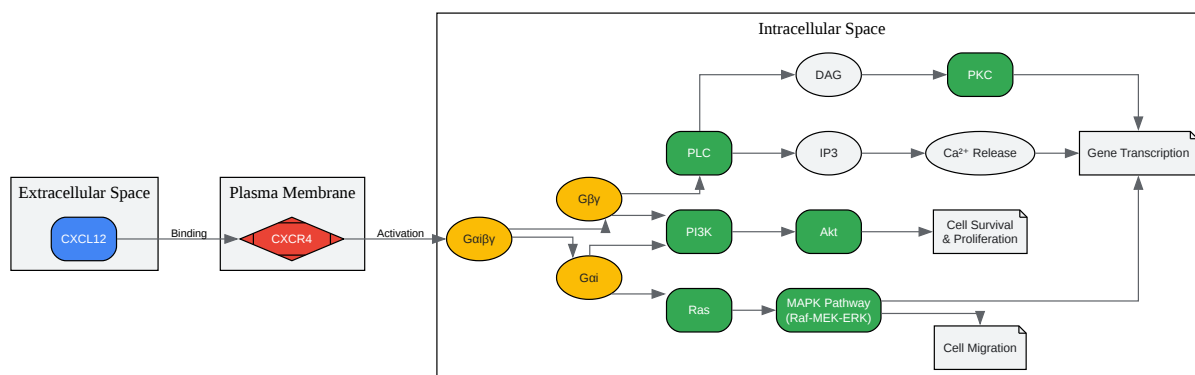 Intracellular Space
DAG
PKC
PLC
IP3
Ca²⁺ Release
Gene Transcription
Extracellular Space
CXCL12
Binding
Plasma Membrane
CXCR4
Activation
Gαiβγ
Gβγ
Gαi
PI3K
Akt
Cell Survival
& Proliferation
Ras
MAPK Pathway
(Raf-MEK-ERK)
Cell Migration